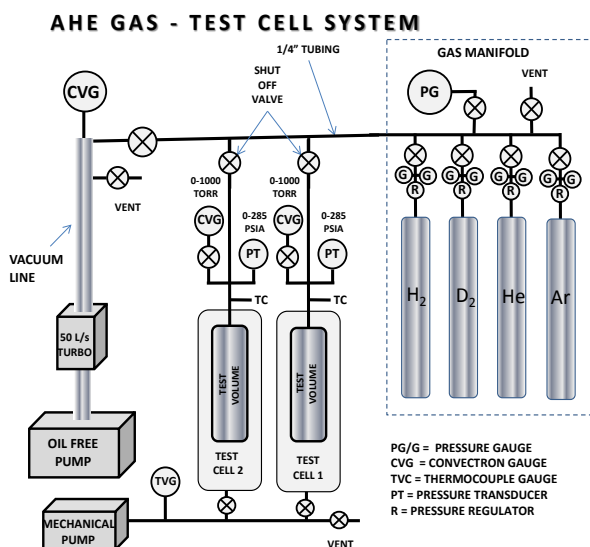 AHE GAS - TEST CELL SYSTEM
1/4” TUBING
GAS MANIFOLD
SHUT
OFF
VALVE
CVG
PG
VENT
VENT
0-1000
TORR
0-285
PSIA
CVG
PT
0-1000
TORR
0-285
PSIA
CVG
PT
G G
R
G G
R
G G
R
G G
R
VACUUM
LINE
TC
TC
H2
D2
He
Ar
50 L/s
TURBO
TEST
VOLUME
TEST
VOLUME
OIL FREE
PUMP
TEST
CELL 2
TEST
CELL 1
PG/G = PRESSURE GAUGE
CVG = CONVECTRON GAUGE
TVC = THERMOCOUPLE GAUGE
PT = PRESSURE TRANSDUCER
R = PRESSURE REGULATOR
TVG
MECHANICAL
PUMP
VENT